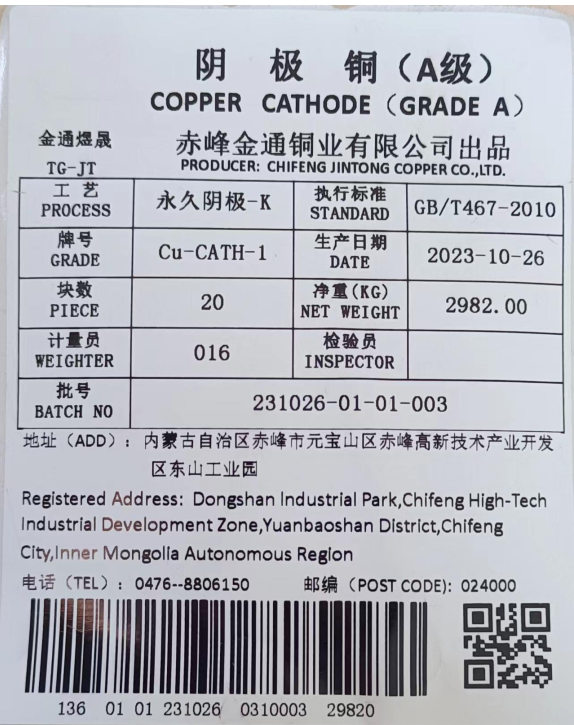 阴 极 铜（A级）
COPPER CATHODE（GRADE A）
金通煜晟
TG-JT
赤峰金通铜业有限公司出品
PRODUCER: CHIFENG JINTONG COPPER CO.,LTD.
工 艺
PROCESS
永久阴极-K
执行标准
STANDARD
GB/T467-2010
牌号
GRADE
Cu-CATH-1
生产日期
DATE
2023-10-26
块数
PIECE
20
净重(KG)
NET WEIGHT
2982.00
计量员
WEIGHTER
016
检验员
INSPECTOR
批号
BATCH NO
231026-01-01-003
地址（ADD）：内蒙古自治区赤峰市元宝山区赤峰高新技术产业开发
区东山工业园
Registered Address: Dongshan Industrial Park,Chifeng High-Tech
Industrial Development Zone,Yuanbaoshan District,Chifeng
City,Inner Mongolia Autonomous Region
电话（TEL）：0476--8806150 邮编（POST CODE): 024000
136 01 01 231026 0310003 29820